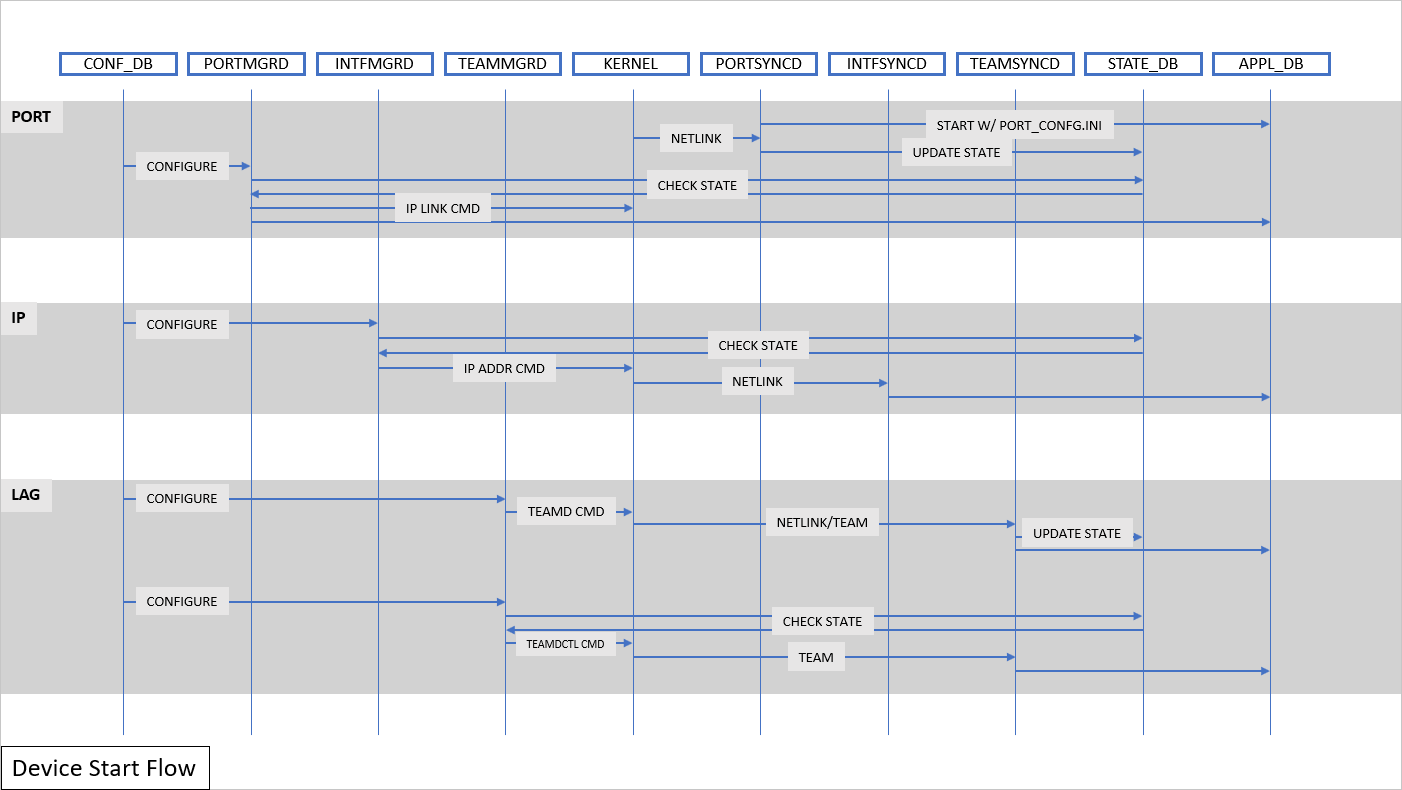 CONF_DB
PORTMGRD
INTFMGRD
TEAMMGRD
KERNEL
PORTSYNCD
INTFSYNCD
TEAMSYNCD
STATE_DB
APPL_DB
PORT
START W/ PORT_CONFG.INI
NETLINK
UPDATE STATE
CONFIGURE
CHECK STATE
IP LINK CMD
IP
CONFIGURE
CHECK STATE
IP ADDR CMD
NETLINK
LAG
CONFIGURE
TEAMD CMD
NETLINK/TEAM
UPDATE STATE
CONFIGURE
CHECK STATE
TEAMDCTL CMD
TEAM
Device Start Flow